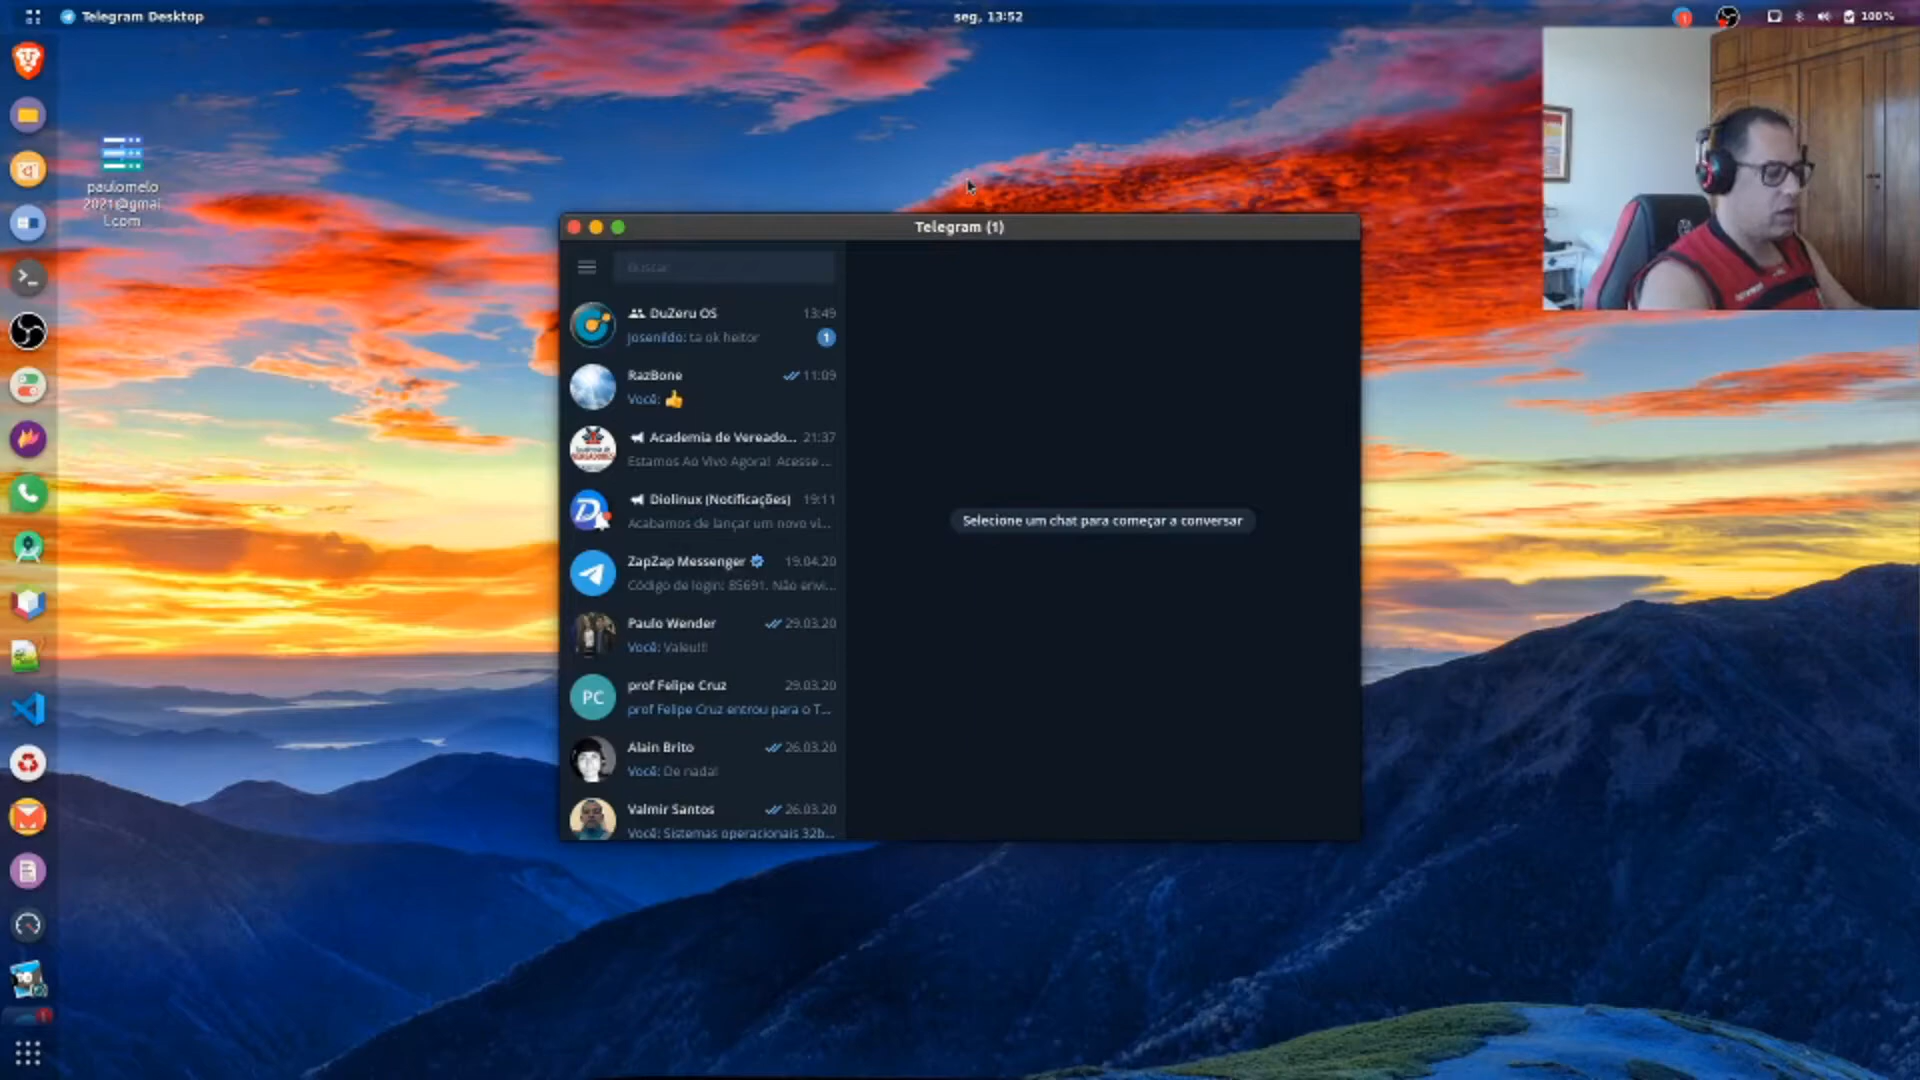 Telegram Desktop
seg, 13:52
1
100%
paulomelo
2021@gmai
l.com
Telegram (1)
Buscar
DuZeru OS 13:49
josenildo: ta ok heitor 1
RazBone 11:09
Você: 👍
Academia de Vereado... 21:37
Estamos Ao Vivo Agora! Acesse ...
Diolinux (Notificações) 19:11
Acabamos de lançar um novo ví...
ZapZap Messenger 19.04.20
Código de login: 85691. Não envi...
Paulo Wender 29.03.20
Você: Valeu!!!
PC
prof Felipe Cruz 29.03.20
prof Felipe Cruz entrou para o T...
Alain Brito 26.03.20
Você: De nada!
Valmir Santos 26.03.20
Você: Sistemas operacionais 32b...
Selecione um chat para começar a conversar